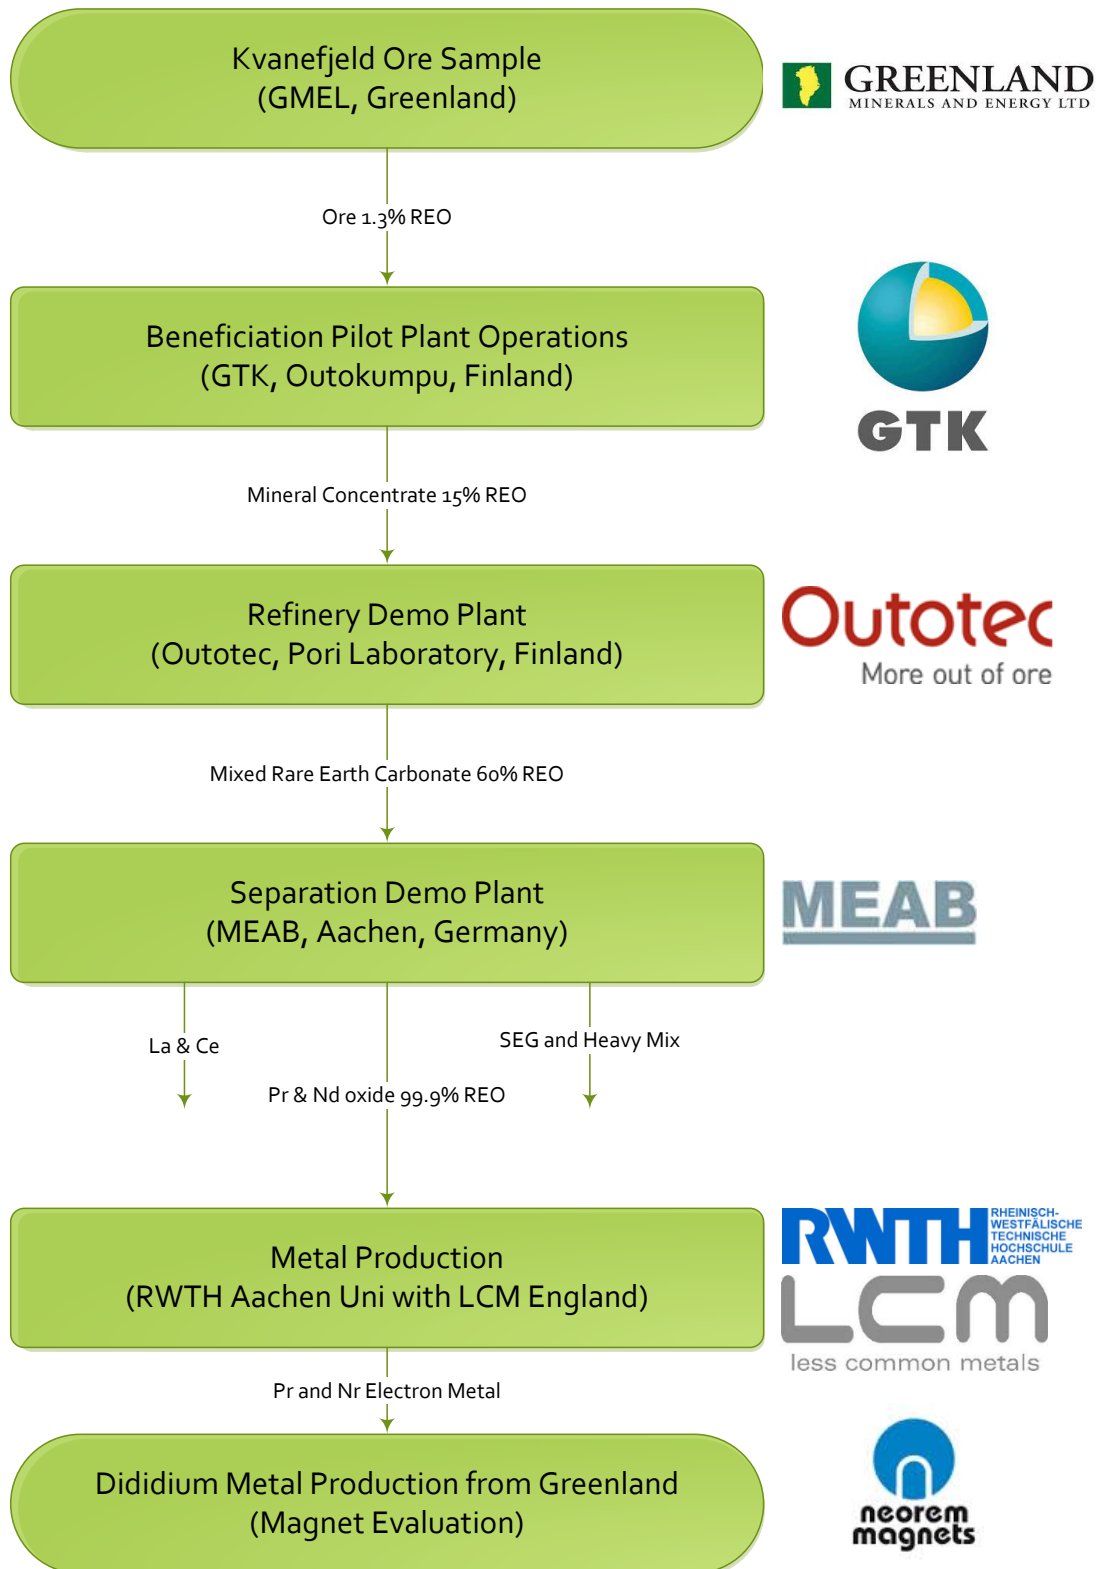 Kvanefjeld Ore Sample
(GMEL, Greenland)
GREENLAND
MINERALS AND ENERGY LTD
Ore 1.3% REO
Beneficiation Pilot Plant Operations
(GTK, Outokumpu, Finland)
GTK
Mineral Concentrate 15% REO
Refinery Demo Plant
(Outotec, Pori Laboratory, Finland)
Outotec
More out of ore
Mixed Rare Earth Carbonate 60% REO
Separation Demo Plant
(MEAB, Aachen, Germany)
MEAB
La & Ce
SEG and Heavy Mix
Pr & Nd oxide 99.9% REO
Metal Production
(RWTH Aachen Uni with LCM England)
RWTH
RHEINISCH-
WESTFÄLISCHE
TECHNISCHE
HOCHSCHULE
AACHEN
LCM
less common metals
Pr and Nr Electron Metal
Dididium Metal Production from Greenland
(Magnet Evaluation)
neorem
magnets